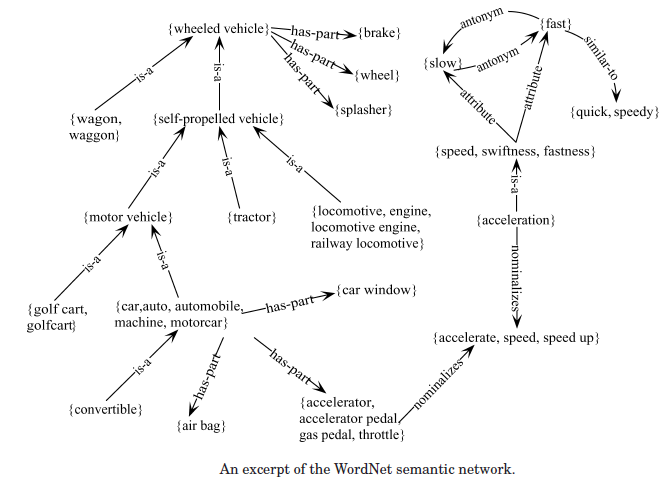 {wheeled vehicle}
has-part
{brake}
has-part
{wheel}
has-part
{splasher}
antonym
{fast}
{slow}
antonym
similar-to
{quick, speedy}
is-a
is-a
{wagon,
waggon}
{self-propelled vehicle}
attribute
attribute
{speed, swiftness, fastness}
is-a
is-a
is-a
is-a
{motor vehicle}
{tractor}
{locomotive, engine,
locomotive engine,
railway locomotive}
{acceleration}
nominalizes
is-a
is-a
{golf cart,
golfcart}
{car,auto, automobile,
machine, motorcar}
has-part
{car window}
{accelerate, speed, speed up}
is-a
has-part
has-part
nominalizes
{convertible}
{air bag}
{accelerator,
accelerator pedal,
gas pedal, throttle}
An excerpt of the WordNet semantic network.